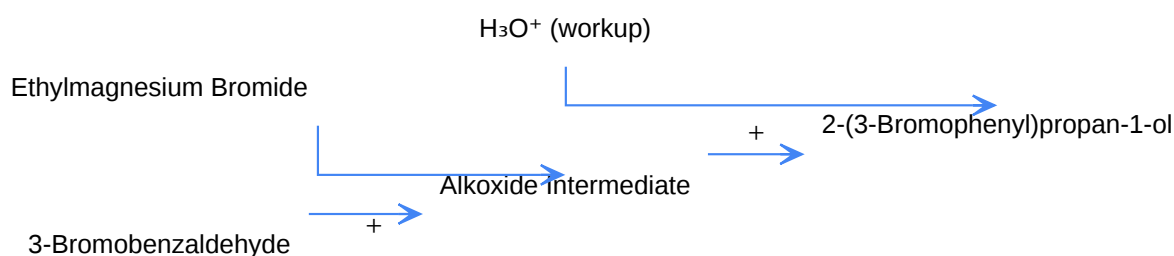 H₃O⁺ (workup)
Ethylmagnesium Bromide
2-(3-Bromophenyl)propan-1-ol
+
Alkoxide Intermediate
+
3-Bromobenzaldehyde